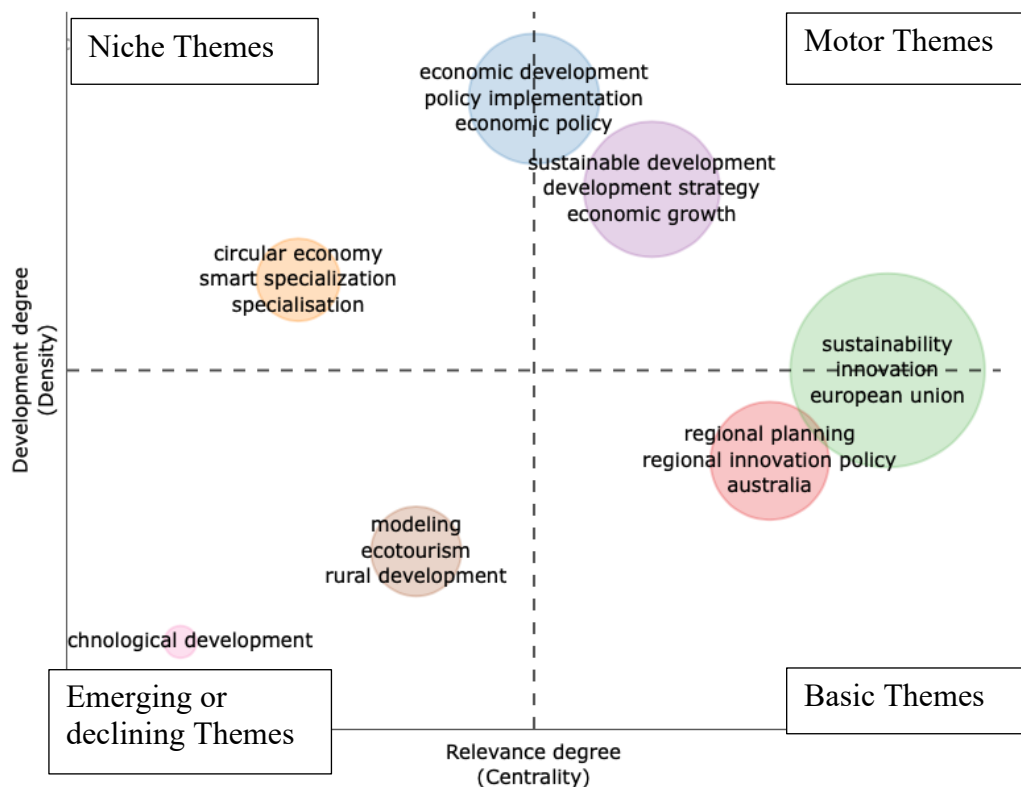 Niche Themes
Motor Themes
economic development
policy implementation
economic policy
sustainable development
development strategy
economic growth
circular economy
smart specialization
specialisation
sustainability
innovation
european union
regional planning
regional innovation policy
australia
modeling
ecotourism
rural development
chnological development
Emerging or
declining Themes
Basic Themes
Development degree
(Density)
Relevance degree
(Centrality)